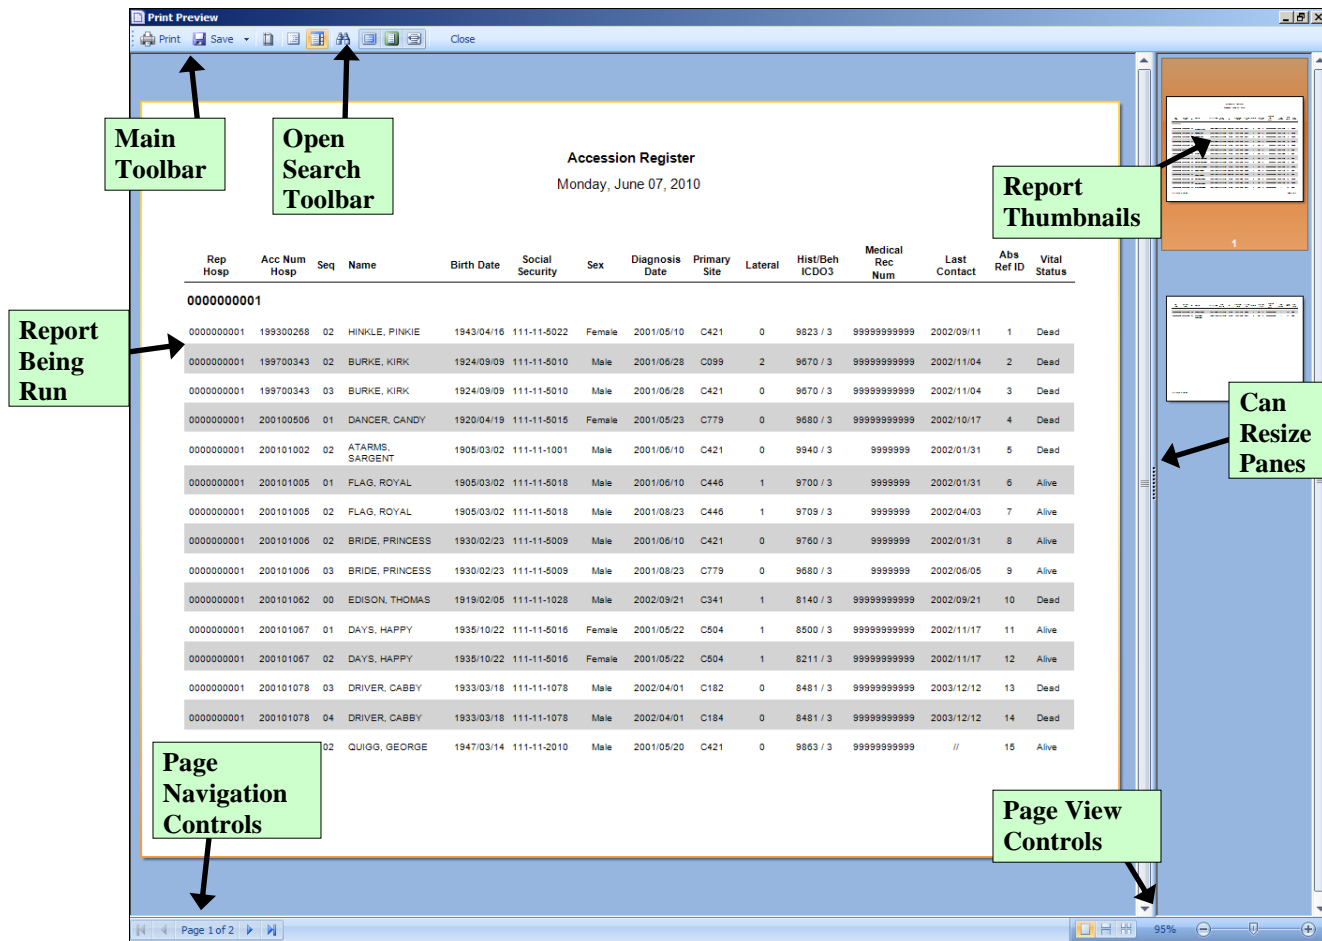 Print Preview
Print Save Close
Main
Toolbar
Open
Search
Toolbar
Accession Register
Monday, June 07, 2010
Report
Thumbnails
1
Rep Hosp Acc Num Hosp Seq Name Birth Date Social Security Sex Diagnosis Date Primary Site Lateral Hist/Beh ICDO3 Medical Rec Num Last Contact Abs Ref ID Vital Status
0000000001
Report
Being
Run
0000000001 199300268 02 HINKLE, PINKIE 1943/04/16 111-11-5022 Female 2001/05/10 C421 0 9823 / 3 99999999999 2002/09/11 1 Dead
0000000001 199700343 02 BURKE, KIRK 1924/09/09 111-11-5010 Male 2001/06/28 C099 2 9670 / 3 99999999999 2002/11/04 2 Dead
0000000001 199700343 03 BURKE, KIRK 1924/09/09 111-11-5010 Male 2001/06/28 C421 0 9670 / 3 99999999999 2002/11/04 3 Dead
0000000001 200100506 01 DANCER, CANDY 1920/04/19 111-11-5015 Female 2001/05/23 C779 0 9680 / 3 99999999999 2002/10/17 4 Dead
0000000001 200101002 02 ATARMS, SARGENT 1905/03/02 111-11-1001 Male 2001/06/10 C421 0 9940 / 3 9999999 2002/01/31 5 Dead
0000000001 200101005 01 FLAG, ROYAL 1905/03/02 111-11-5018 Male 2001/06/10 C446 1 9700 / 3 9999999 2002/01/31 6 Alive
0000000001 200101005 02 FLAG, ROYAL 1905/03/02 111-11-5018 Male 2001/08/23 C446 1 9709 / 3 9999999 2002/04/03 7 Alive
0000000001 200101006 02 BRIDE, PRINCESS 1930/02/23 111-11-5009 Male 2001/06/10 C421 0 9760 / 3 9999999 2002/01/31 8 Alive
0000000001 200101006 03 BRIDE, PRINCESS 1930/02/23 111-11-5009 Male 2001/08/23 C779 0 9680 / 3 9999999 2002/06/05 9 Alive
0000000001 200101062 00 EDISON, THOMAS 1919/02/05 111-11-1028 Male 2002/09/21 C341 1 8140 / 3 99999999999 2002/09/21 10 Dead
0000000001 200101067 01 DAYS, HAPPY 1935/10/22 111-11-5016 Female 2001/05/22 C504 1 8500 / 3 99999999999 2002/11/17 11 Alive
0000000001 200101067 02 DAYS, HAPPY 1935/10/22 111-11-5016 Female 2001/05/22 C504 1 8211 / 3 99999999999 2002/11/17 12 Alive
0000000001 200101078 03 DRIVER, CABBY 1933/03/18 111-11-1078 Male 2002/04/01 C182 0 8481 / 3 99999999999 2003/12/12 13 Dead
0000000001 200101078 04 DRIVER, CABBY 1933/03/18 111-11-1078 Male 2002/04/01 C184 0 8481 / 3 99999999999 2003/12/12 14 Dead
02 QUIGG, GEORGE 1947/03/14 111-11-2010 Male 2001/05/20 C421 0 9863 / 3 99999999999 // 15 Alive
Can
Resize
Panes
Page
Navigation
Controls
Page View
Controls
Page 1 of 2
95%